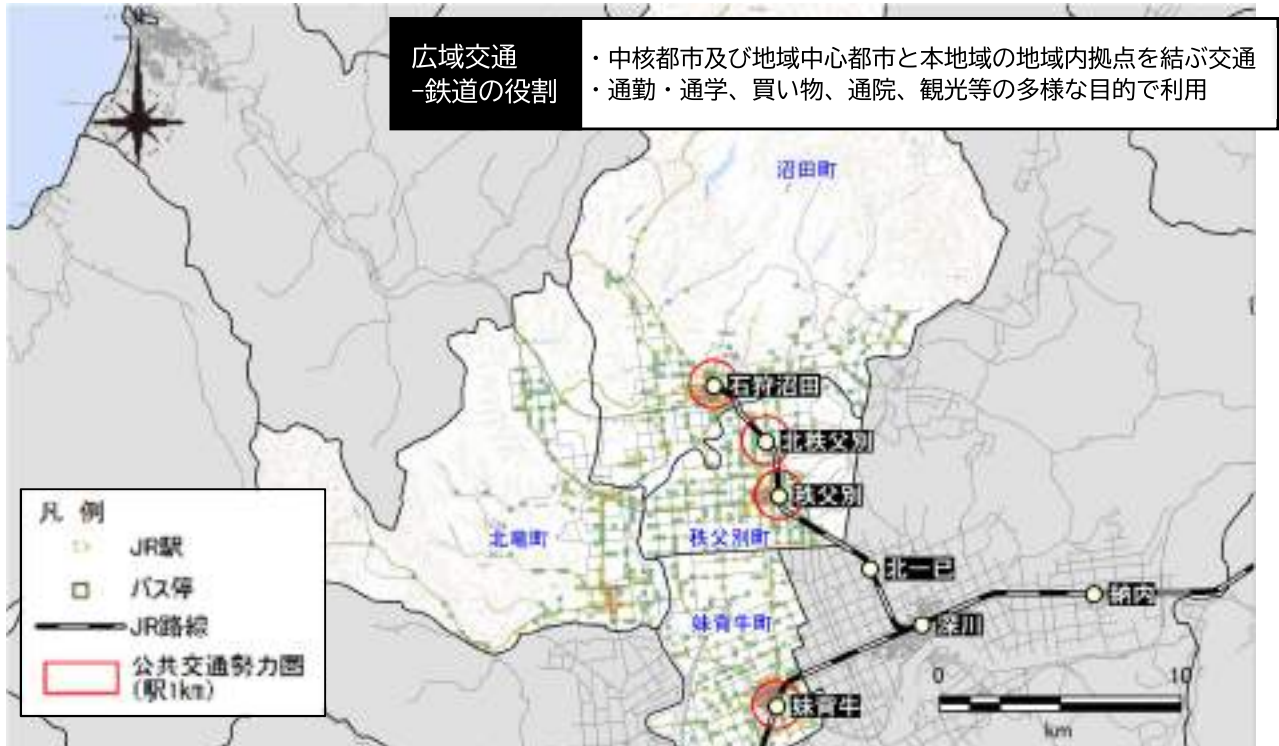 広域交通
-鉄道の役割
・中核都市及び地域中心都市と本地域の地域内拠点を結ぶ交通
・通勤・通学、買い物、通院、観光等の多様な目的で利用
沼田町
石狩沼田
北秩父別
秩父別
北竜町
秩父別町
北一已
納内
妹背牛町
深川
妹背牛
凡 例
JR駅
バス停
JR路線
公共交通勢力圏
(駅1km)
0
10
km